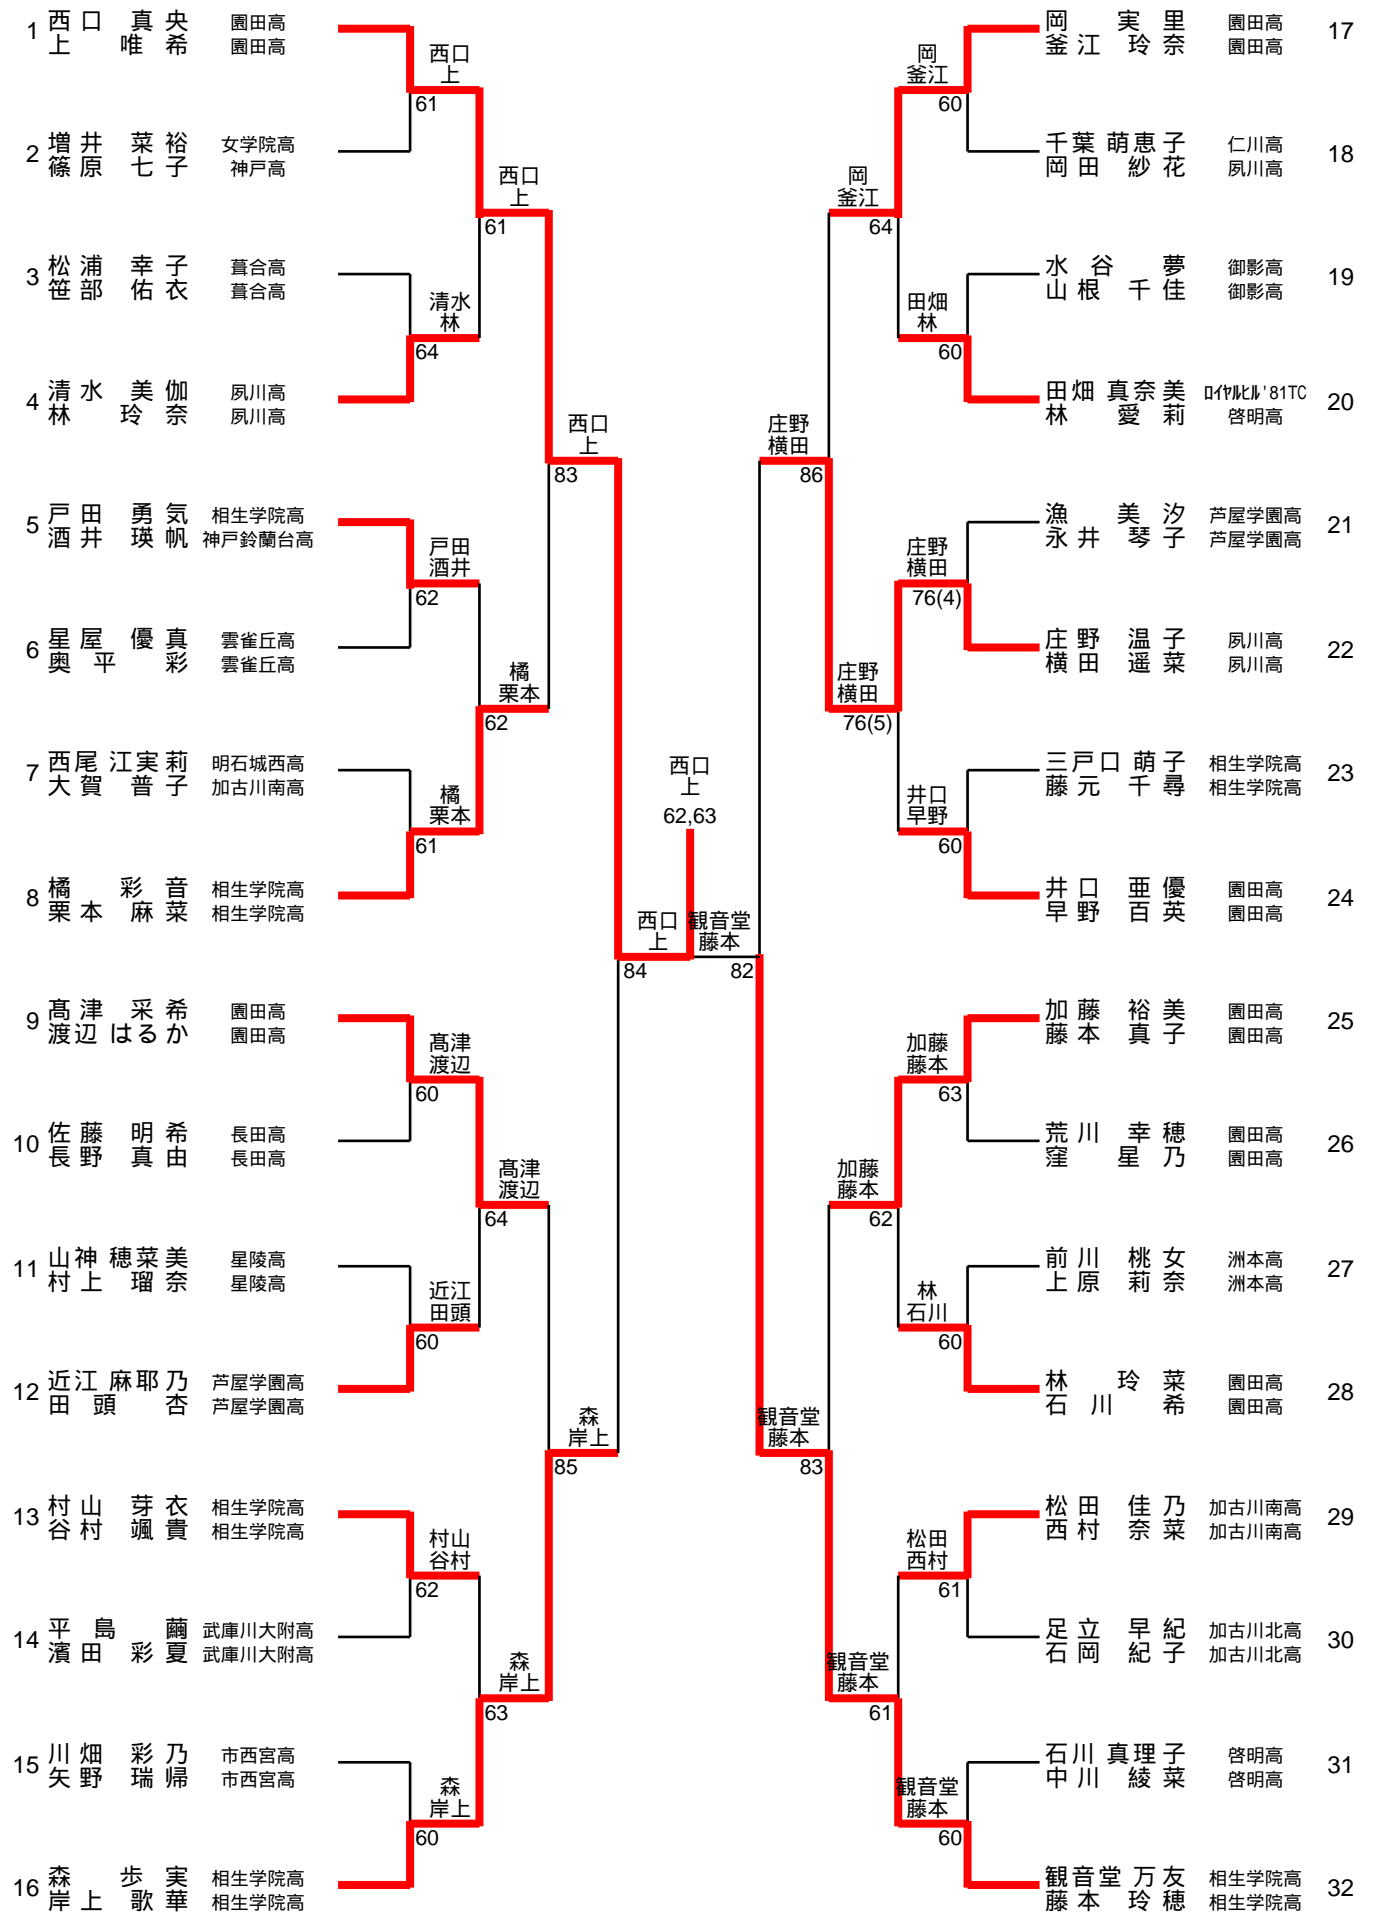 1 西口 真央 園田高
上 唯希 園田高
2 増井 菜裕 女学院高
篠原 七子 神戸高
3 松浦 幸子 葺合高
笹部 佑衣 葺合高
4 清水 美伽 夙川高
林 玲奈 夙川高
5 戸田 勇気 相生学院高
酒井 瑛帆 神戸鈴蘭台高
6 星屋 優真 雲雀丘高
奥平 彩 雲雀丘高
7 西尾 江実莉 明石城西高
大賀 普子 加古川南高
8 橘 彩音 相生学院高
栗本 麻菜 相生学院高
9 髙津 采希 園田高
渡辺 はるか 園田高
10 佐藤 明希 長田高
長野 真由 長田高
11 山神 穂菜美 星陵高
村上 瑠奈 星陵高
12 近江 麻耶乃 芦屋学園高
田頭 杏 芦屋学園高
13 村山 芽衣 相生学院高
谷村 颯貴 相生学院高
14 平島 繭 武庫川大附高
濱田 彩夏 武庫川大附高
15 川畑 彩乃 市西宮高
矢野 瑞帰 市西宮高
16 森 歩実 相生学院高
岸上 歌華 相生学院高
西口
上
61
清水
林
64
戸田
酒井
62
橘
栗本
61
髙津
渡辺
60
近江
田頭
60
村山
谷村
62
森
岸上
60
西口
上
61
橘
栗本
62
髙津
渡辺
64
森
岸上
63
西口
上
83
森
岸上
85
西口
上
84
西口
上
62,63
観音堂
藤本
82
庄野
横田
86
観音堂
藤本
83
岡
釜江
64
庄野
横田
76(5)
加藤
藤本
62
観音堂
藤本
61
岡
釜江
60
田畑
林
60
庄野
横田
76(4)
井口
早野
60
加藤
藤本
63
林
石川
60
松田
西村
61
観音堂
藤本
60
岡 実里 園田高 17
釜江 玲奈 園田高
千葉 萌恵子 仁川高 18
岡田 紗花 夙川高
水谷 夢 御影高 19
山根 千佳 御影高
田畑 真奈美 ﾛｲﾔﾙﾋﾙ'81TC 20
林 愛莉 啓明高
漁 美汐 芦屋学園高 21
永井 琴子 芦屋学園高
庄野 温子 夙川高 22
横田 遥菜 夙川高
三戸口 萌子 相生学院高 23
藤元 千尋 相生学院高
井口 亜優 園田高 24
早野 百英 園田高
加藤 裕美 園田高 25
藤本 真子 園田高
荒川 幸穂 園田高 26
窪 星乃 園田高
前川 桃女 洲本高 27
上原 莉奈 洲本高
林 玲菜 園田高 28
石川 希 園田高
松田 佳乃 加古川南高 29
西村 奈菜 加古川南高
足立 早紀 加古川北高 30
石岡 紀子 加古川北高
石川 真理子 啓明高 31
中川 綾菜 啓明高
観音堂 万友 相生学院高 32
藤本 玲穂 相生学院高